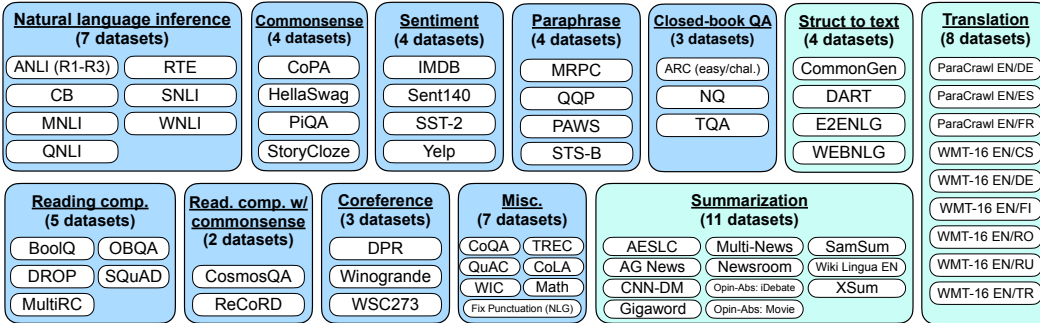 Natural language inference
(7 datasets)
ANLI (R1-R3)
RTE
CB
SNLI
MNLI
WNLI
QNLI
Commonsense
(4 datasets)
CoPA
HellaSwag
PiQA
StoryCloze
Sentiment
(4 datasets)
IMDB
Sent140
SST-2
Yelp
Paraphrase
(4 datasets)
MRPC
QQP
PAWS
STS-B
Closed-book QA
(3 datasets)
ARC (easy/chal.)
NQ
TQA
Struct to text
(4 datasets)
CommonGen
DART
E2ENLG
WEBNLG
Translation
(8 datasets)
ParaCrawl EN/DE
ParaCrawl EN/ES
ParaCrawl EN/FR
WMT-16 EN/CS
WMT-16 EN/DE
WMT-16 EN/FI
WMT-16 EN/RO
WMT-16 EN/RU
WMT-16 EN/TR
Reading comp.
(5 datasets)
BoolQ
OBQA
DROP
SQuAD
MultiRC
Read. comp. w/
commonsense
(2 datasets)
CosmosQA
ReCoRD
Coreference
(3 datasets)
DPR
Winogrande
WSC273
Misc.
(7 datasets)
CoQA
TREC
QuAC
CoLA
WIC
Math
Fix Punctuation (NLG)
Summarization
(11 datasets)
AESLC
Multi-News
SamSum
AG News
Newsroom
Wiki Lingua EN
CNN-DM
Opin-Abs: iDebate
XSum
Gigaword
Opin-Abs: Movie